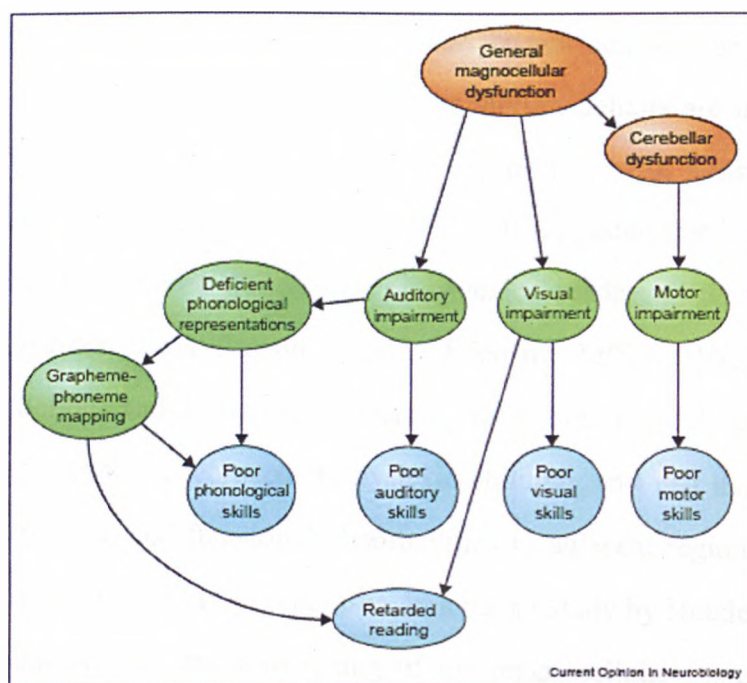 General
magnocellular
dysfunction
Cerebellar
dysfunction
Deficient
phonological
representations
Auditory
impairment
Visual
impairment
Motor
impairment
Grapheme-
phoneme
mapping
Poor
phonological
skills
Poor
auditory
skills
Poor
visual
skills
Poor
motor
skills
Retarded
reading
Current Opinion in Neurobiology